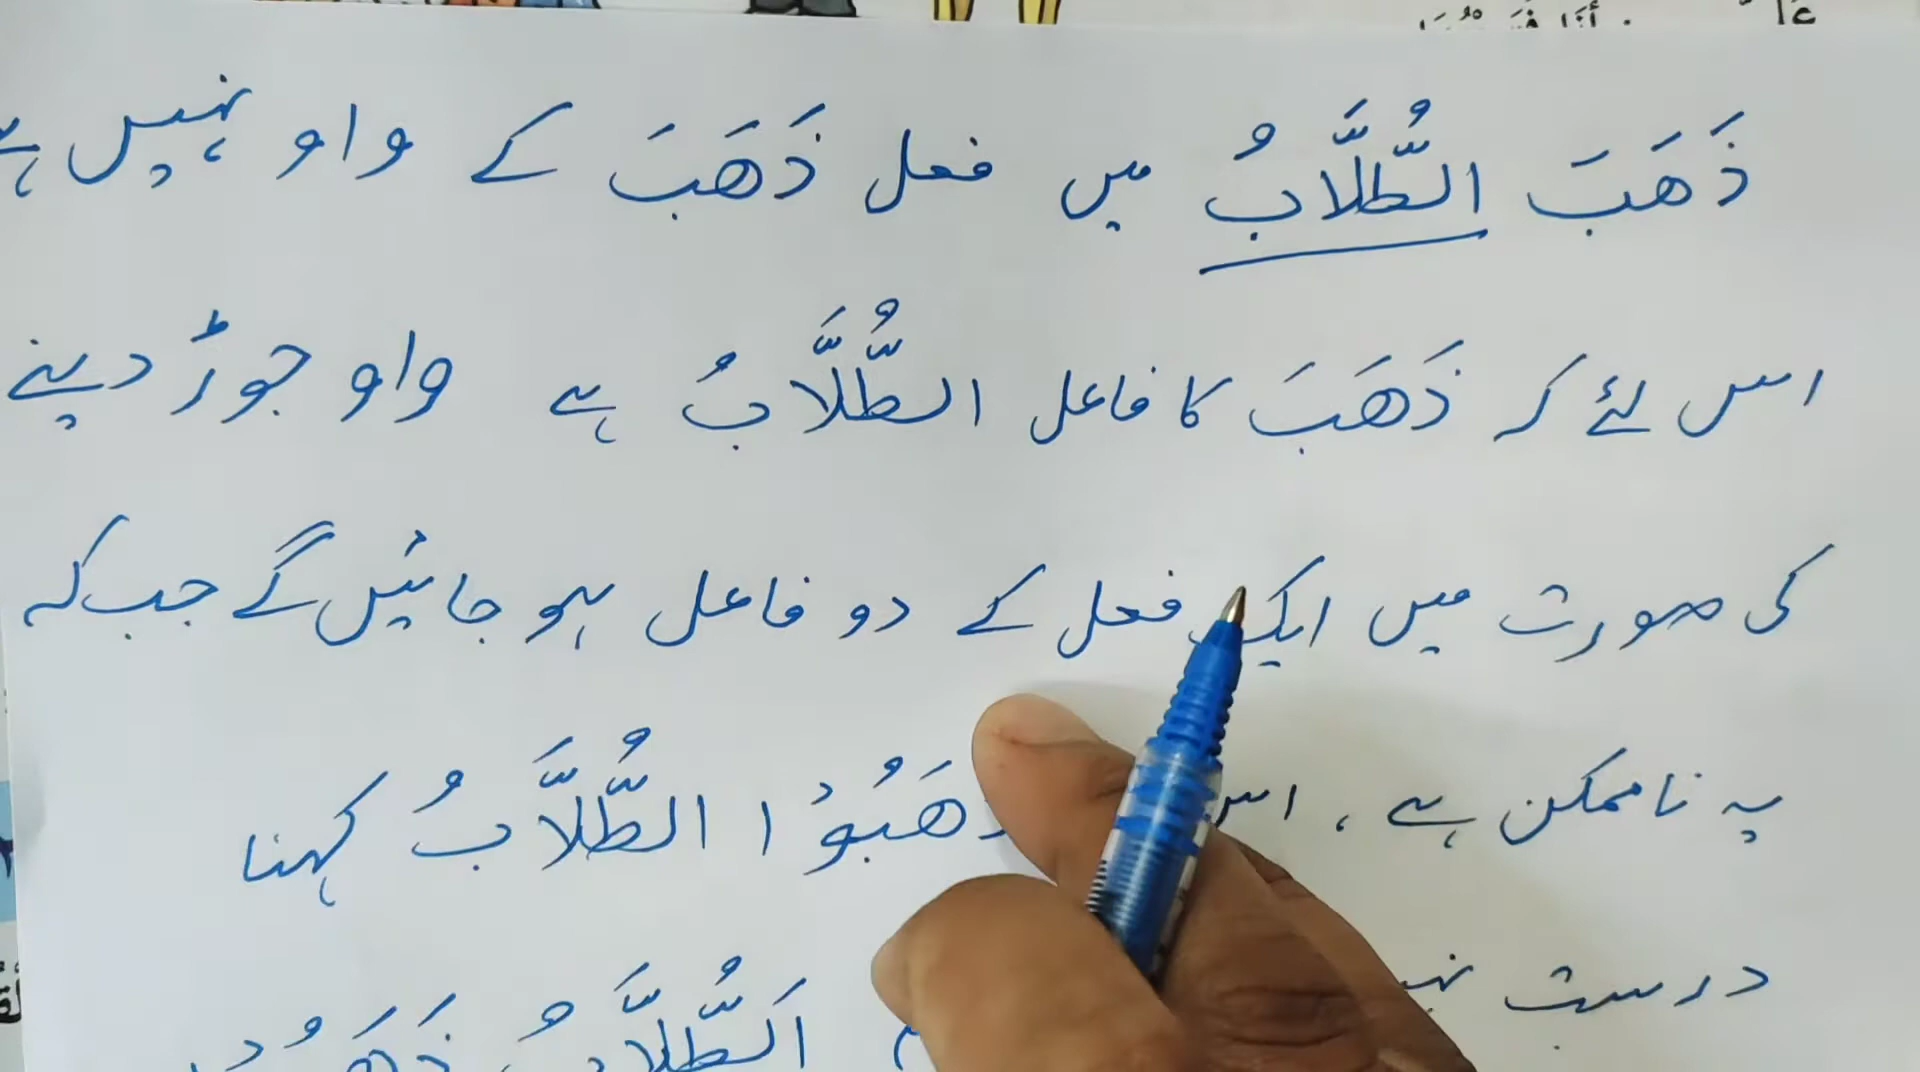 ذَهَبَ الطُّلَّابُ میں فعل ذَهَبَ کے واو نہیں ہے
اس لئے کہ ذَهَبَ کا فاعل الطُّلَّابُ ہے واو جوڑ دینے
کی صورت میں ایک فعل کے دو فاعل ہو جائیں گے جب کہ
یہ ناممکن ہے، اس ذَهَبُوْا الطُّلَّابُ کہنا
درست
اَلطُّلَّابُ